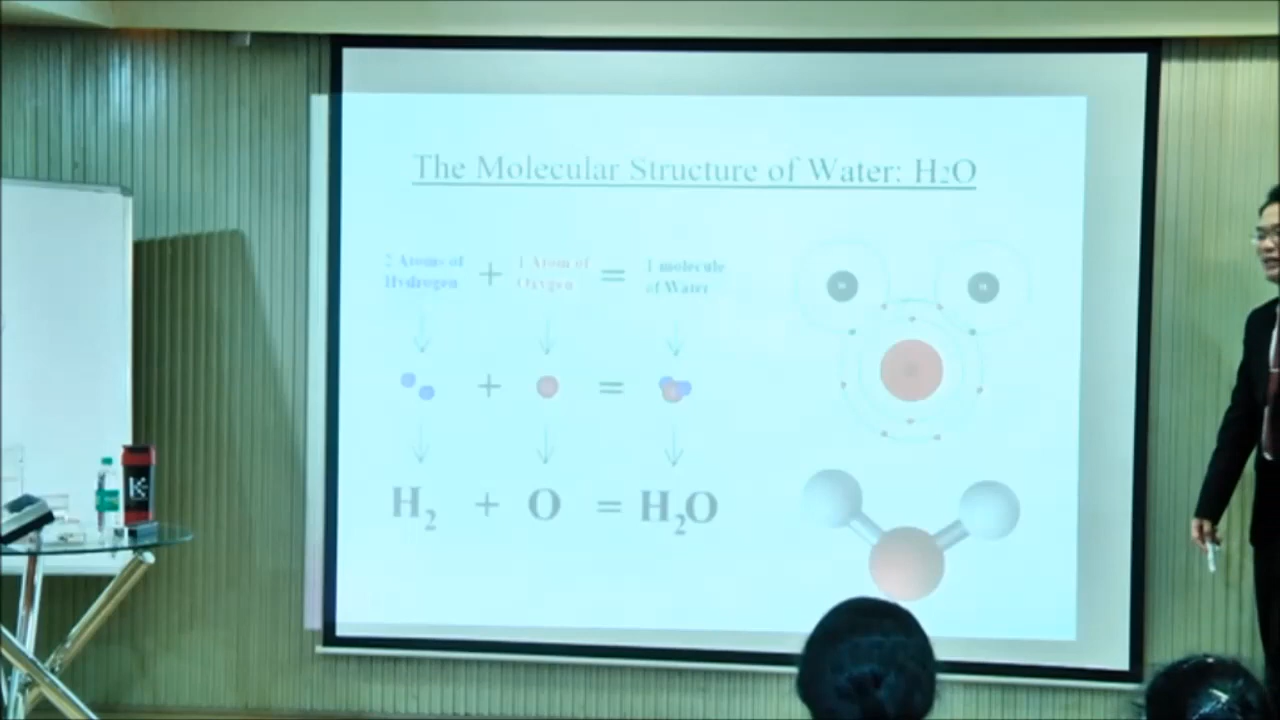 The Molecular Structure of Water: H₂O
2 Atoms of Hydrogen + 1 Atom of Oxygen = 1 molecule of Water
+ =
H₂ + O = H₂O
H H
K